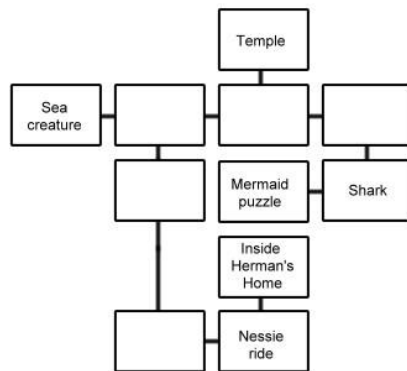 Temple
Sea
creature
Mermaid
puzzle
Shark
Inside
Herman's
Home
Nessie
ride